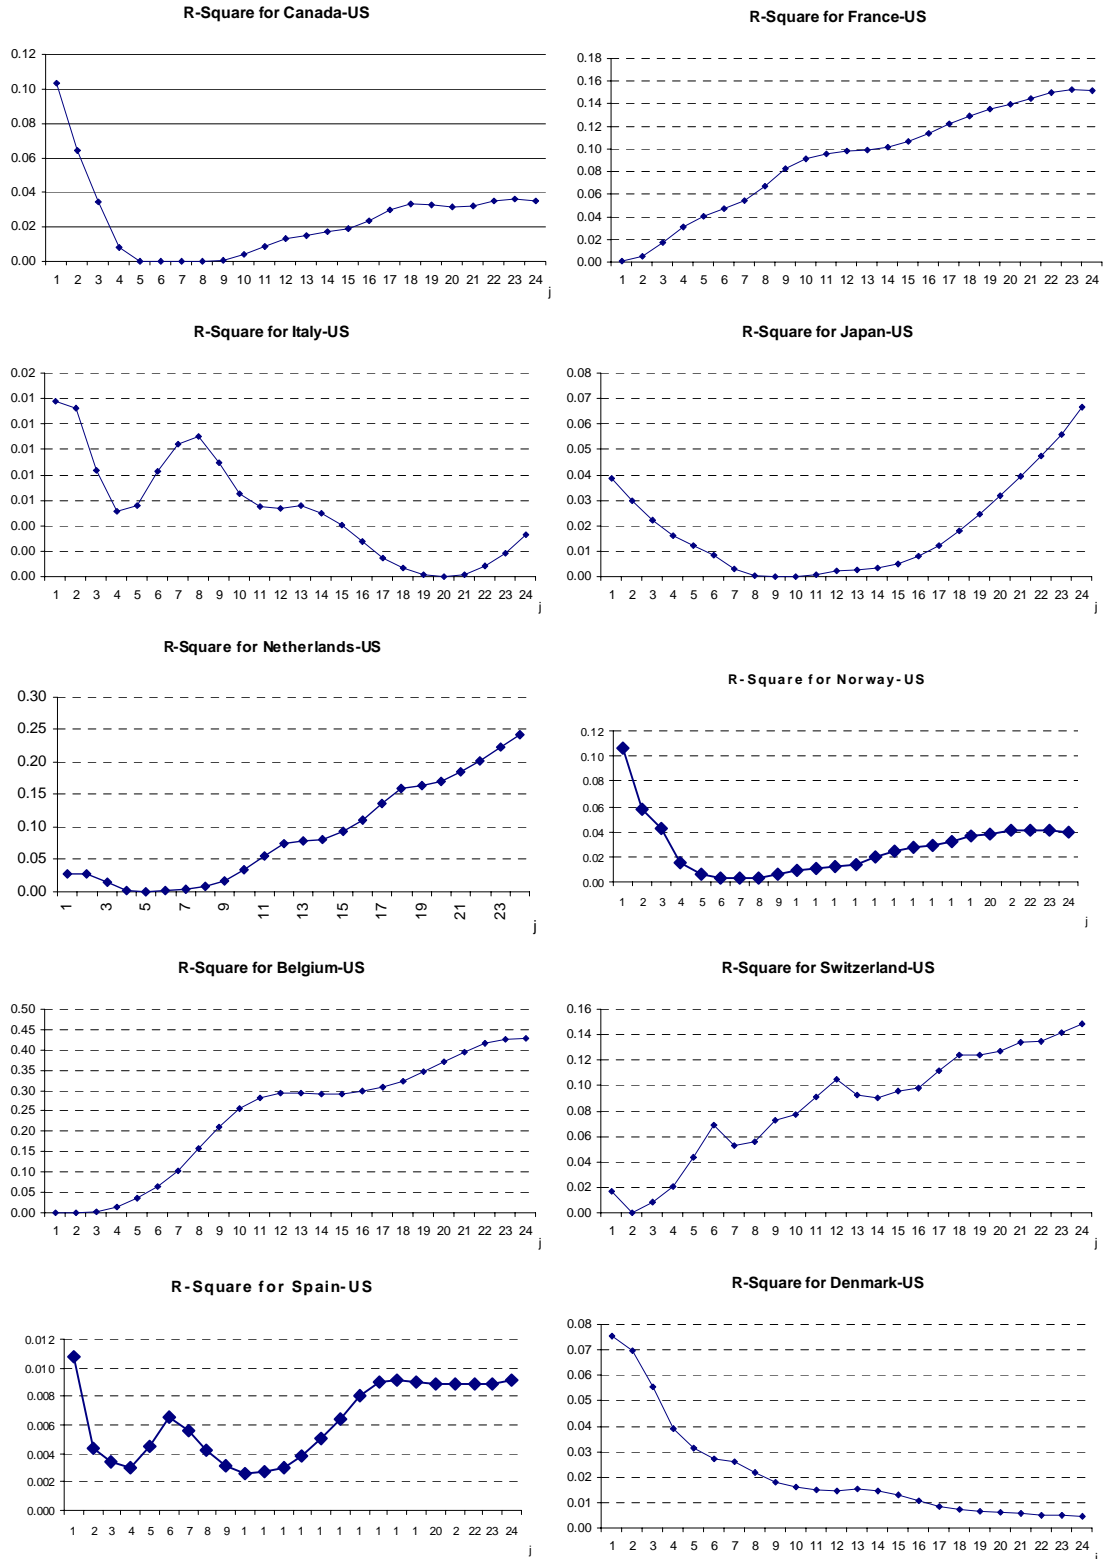 R-Square for Canada-US
0.12
0.10
0.08
0.06
0.04
0.02
0.00
1 2 3 4 5 6 7 8 9 10 11 12 13 14 15 16 17 18 19 20 21 22 23 24
j
R-Square for France-US
0.18
0.16
0.14
0.12
0.10
0.08
0.06
0.04
0.02
0.00
1 2 3 4 5 6 7 8 9 10 11 12 13 14 15 16 17 18 19 20 21 22 23 24
R-Square for Italy-US
0.02
0.01
0.01
0.01
0.01
0.01
0.00
0.00
0.00
1 2 3 4 5 6 7 8 9 10 11 12 13 14 15 16 17 18 19 20 21 22 23 24
j
R-Square for Japan-US
0.08
0.07
0.06
0.05
0.04
0.03
0.02
0.01
0.00
1 2 3 4 5 6 7 8 9 10 11 12 13 14 15 16 17 18 19 20 21 22 23 24
j
R-Square for Netherlands-US
0.30
0.25
0.20
0.15
0.10
0.05
0.00
1 3 5 7 9 11 13 15 17 19 21 23
j
R-Square for Norway-US
0.12
0.10
0.08
0.06
0.04
0.02
0.00
1 2 3 4 5 6 7 8 9 1 1 1 1 1 1 1 1 1 1 20 2 22 23 24
j
R-Square for Belgium-US
0.50
0.45
0.40
0.35
0.30
0.25
0.20
0.15
0.10
0.05
0.00
1 2 3 4 5 6 7 8 9 10 11 12 13 14 15 16 17 18 19 20 21 22 23 24
j
R-Square for Switzerland-US
0.16
0.14
0.12
0.10
0.08
0.06
0.04
0.02
0.00
1 2 3 4 5 6 7 8 9 10 11 12 13 14 15 16 17 18 19 20 21 22 23 24
j
R-Square for Spain-US
0.012
0.010
0.008
0.006
0.004
0.002
0.000
1 2 3 4 5 6 7 8 9 1 1 1 1 1 1 1 1 1 1 20 2 22 23 24
j
R-Square for Denmark-US
0.08
0.07
0.06
0.05
0.04
0.03
0.02
0.01
0.00
1 2 3 4 5 6 7 8 9 10 11 12 13 14 15 16 17 18 19 20 21 22 23 24
j